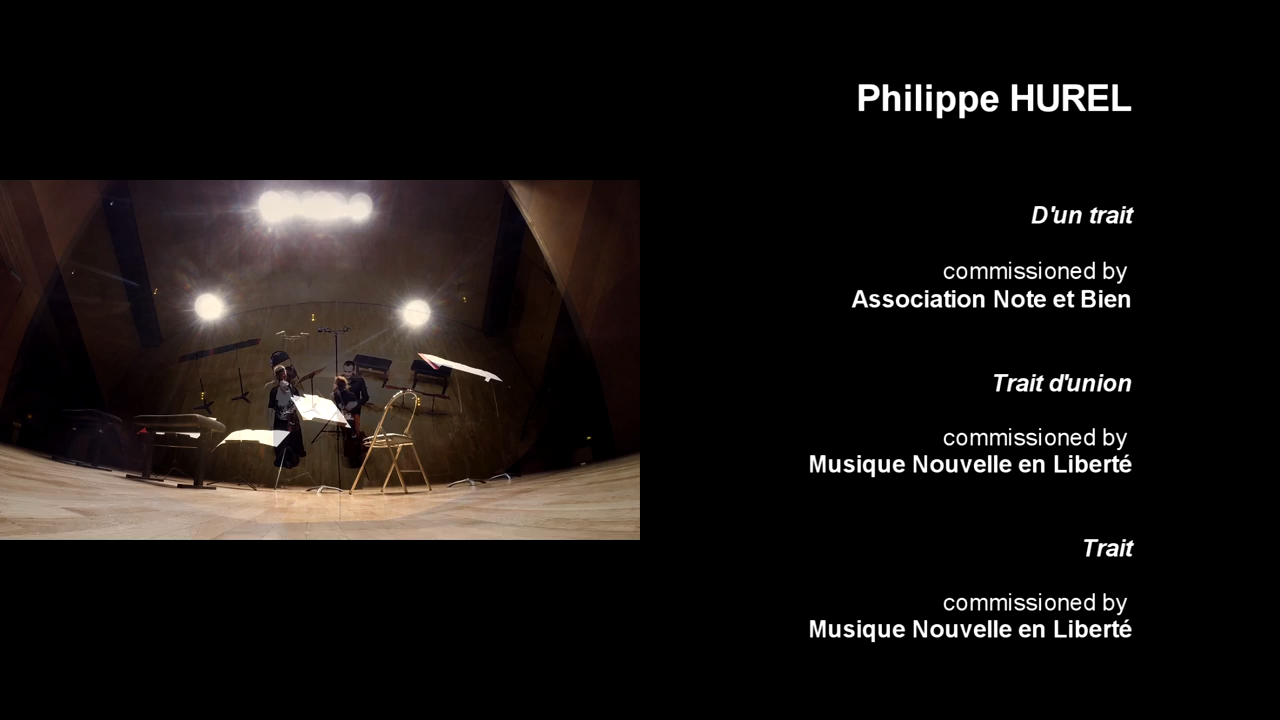 Philippe HUREL
D'un trait
commissioned by
Association Note et Bien
Trait d'union
commissioned by
Musique Nouvelle en Liberté
Trait
commissioned by
Musique Nouvelle en Liberté